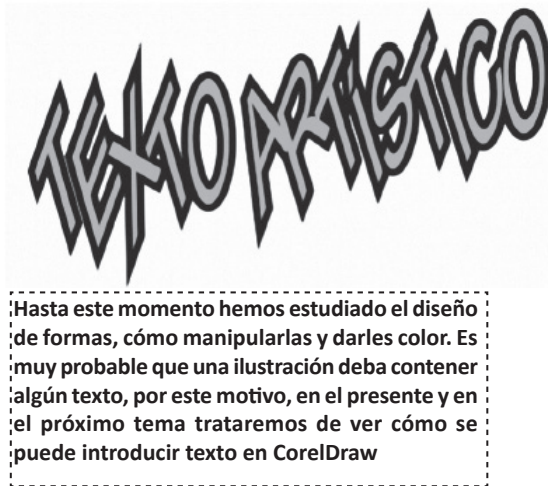 TEXTO ARTISTICO
Hasta este momento hemos estudiado el diseño
de formas, cómo manipularlas y darles color. Es
muy probable que una ilustración deba contener
algún texto, por este motivo, en el presente y en
el próximo tema trataremos de ver cómo se
puede introducir texto en CorelDraw